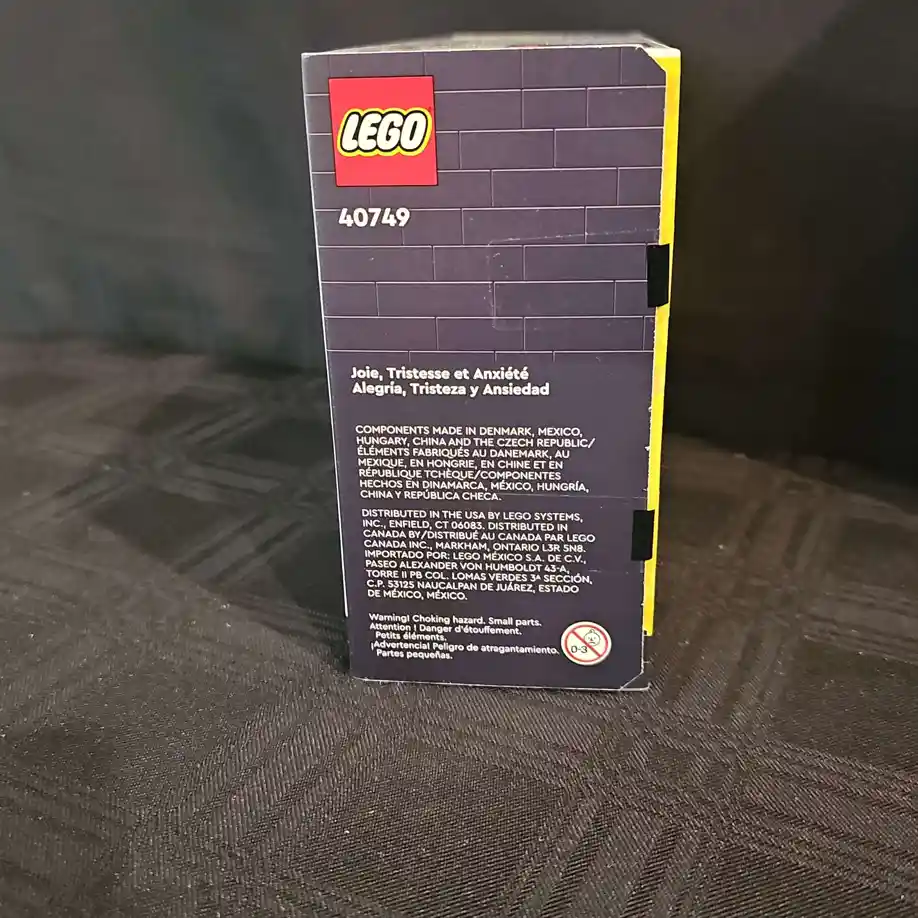 LEGO
40749
Joie, Tristesse et Anxiété
Alegría, Tristeza y Ansiedad
COMPONENTS MADE IN DENMARK, MEXICO,
HUNGARY, CHINA AND THE CZECH REPUBLIC/
ÉLÉMENTS FABRIQUÉS AU DANEMARK, AU
MEXIQUE, EN HONGRIE, EN CHINE ET EN
RÉPUBLIQUE TCHÈQUE/COMPONENTES
HECHOS EN DINAMARCA, MÉXICO, HUNGRÍA,
CHINA Y REPÚBLICA CHECA.
DISTRIBUTED IN THE USA BY LEGO SYSTEMS,
INC., ENFIELD, CT 06083. DISTRIBUTED IN
CANADA BY/DISTRIBUÉ AU CANADA PAR LEGO
CANADA INC., MARKHAM, ONTARIO L3R 5N8.
IMPORTADO POR: LEGO MÉXICO S.A. DE C.V.,
PASEO ALEXANDER VON HUMBOLDT 43-A,
TORRE II PB COL. LOMAS VERDES 3ᴬ SECCIÓN,
C.P. 53125 NAUCALPAN DE JUÁREZ, ESTADO
DE MÉXICO, MÉXICO.
Warning! Choking hazard. Small parts.
Attention ! Danger d'étouffement.
Petits éléments.
¡Advertencia! Peligro de atragantamiento.
Partes pequeñas.
0-3